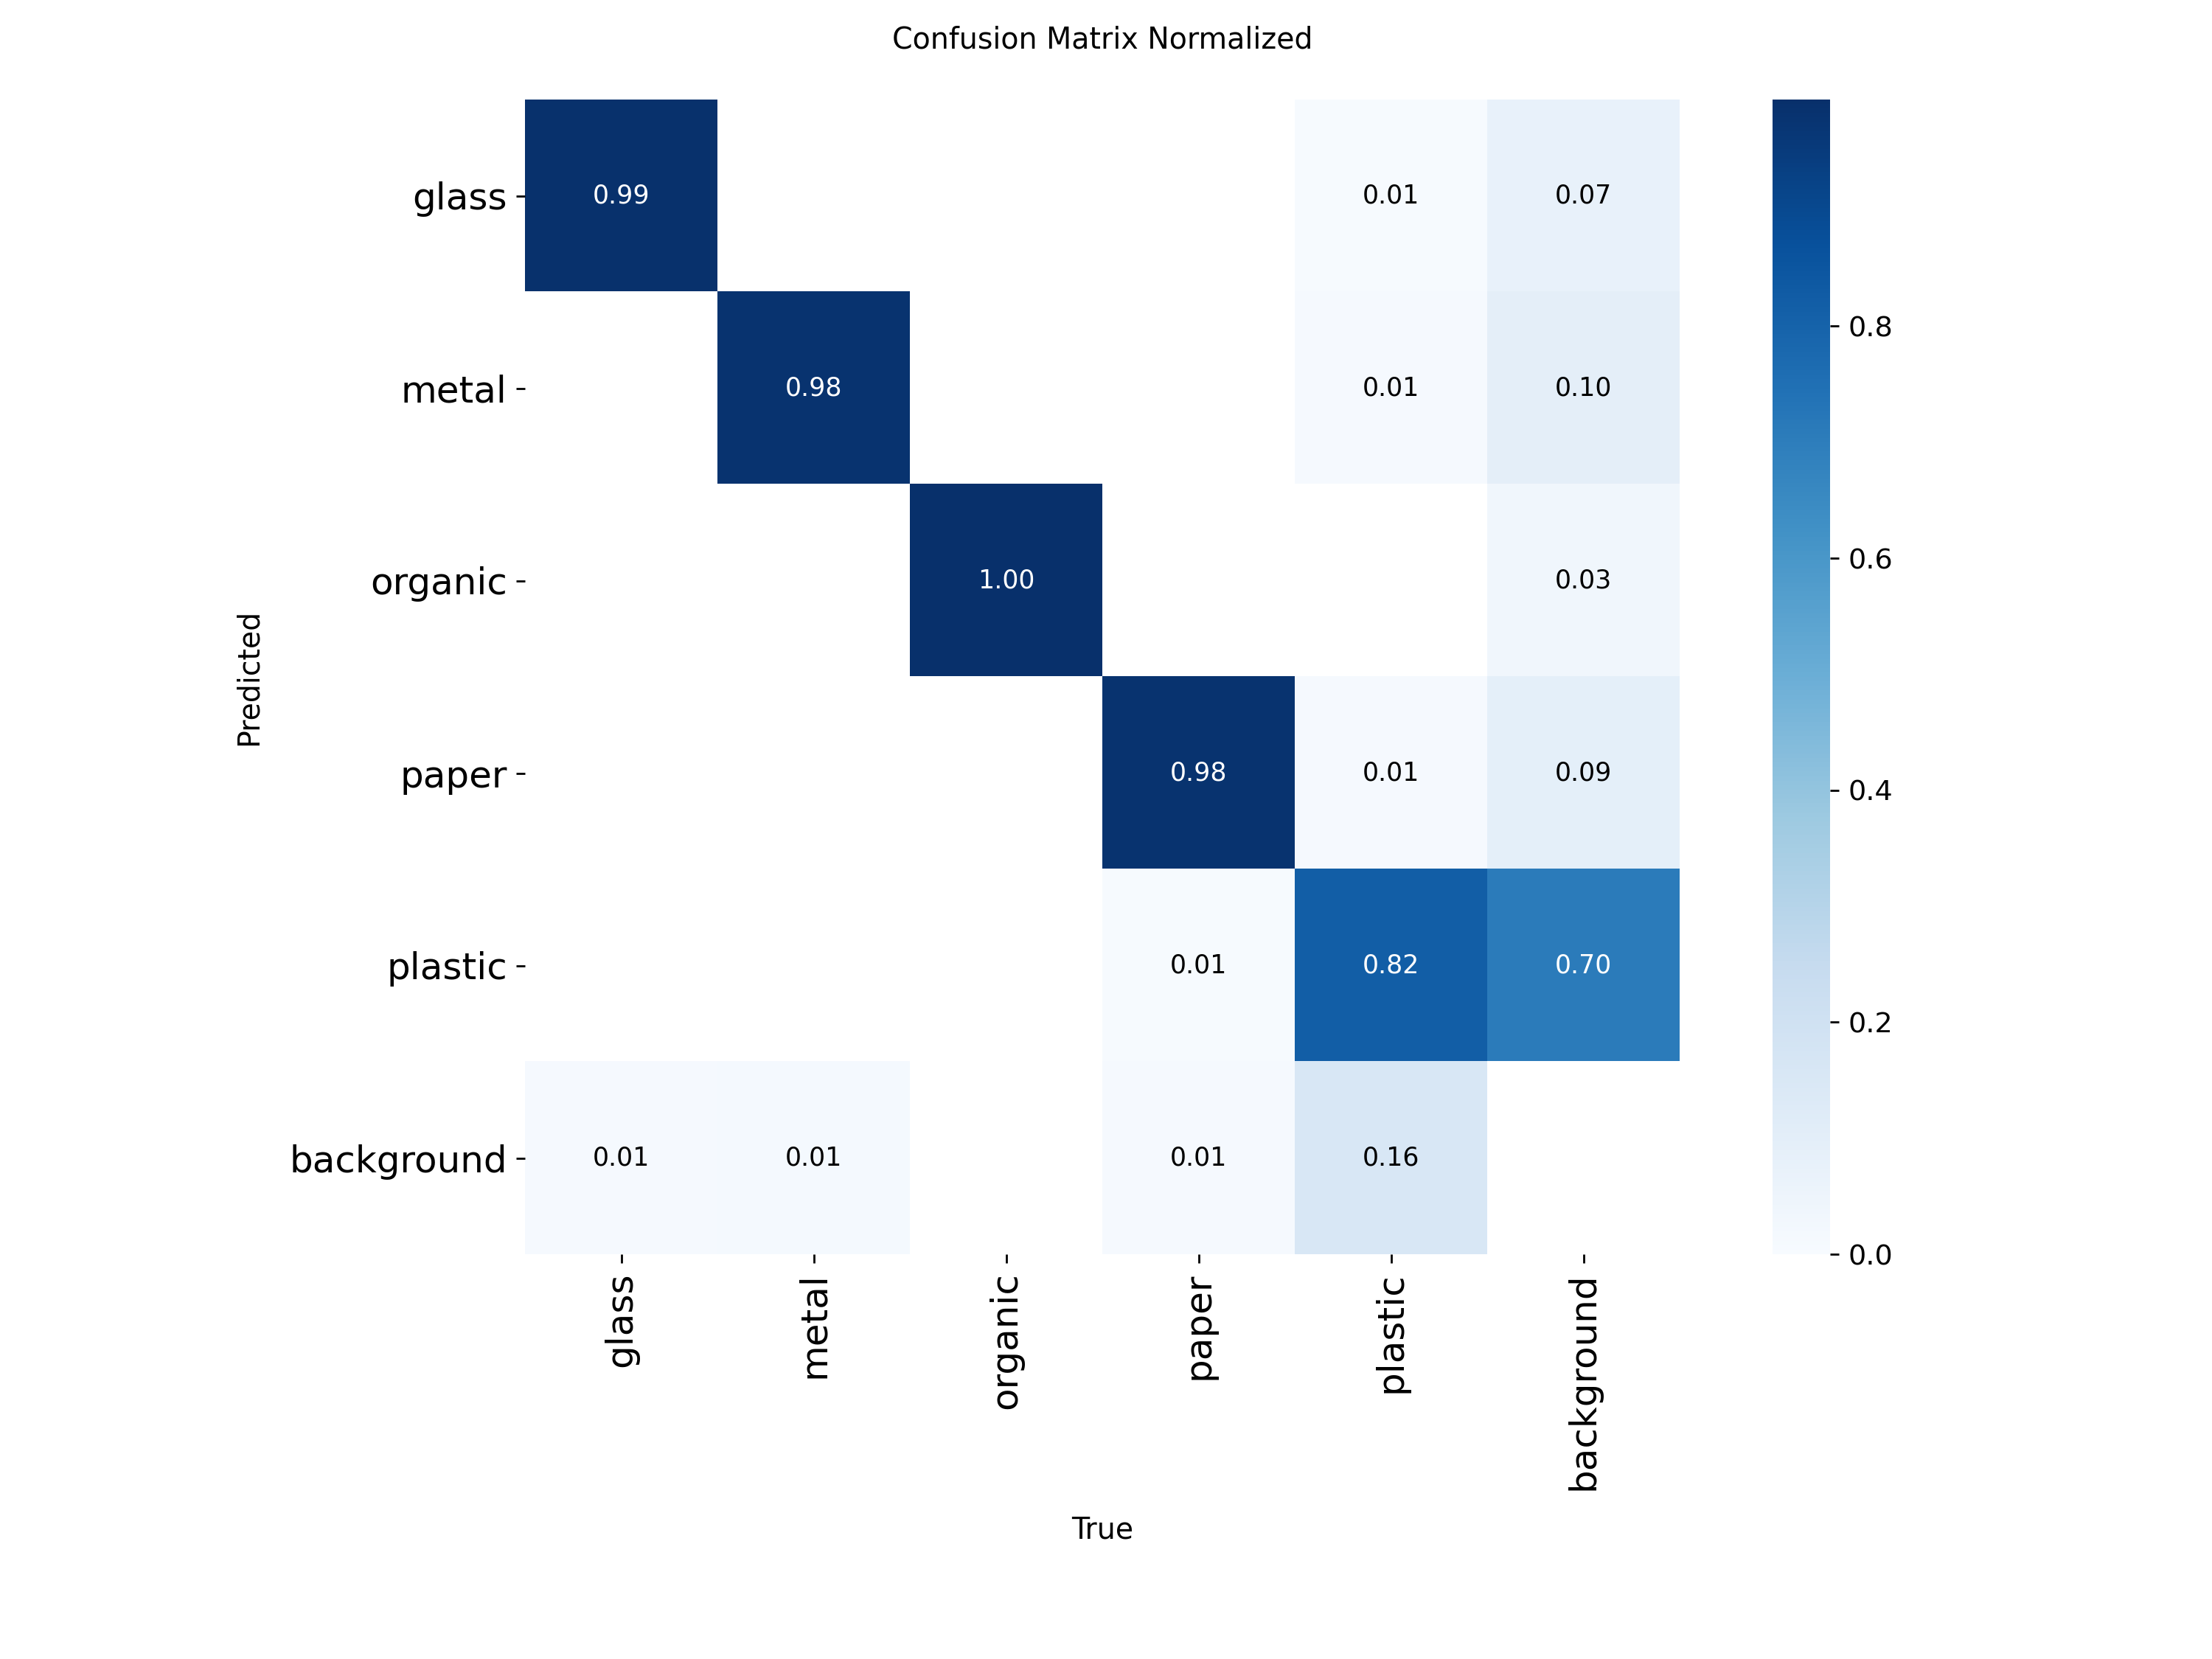 Confusion Matrix Normalized
glass
0.99
0.01
0.07
metal
0.98
0.01
0.10
0.8
organic
1.00
0.03
0.6
Predicted
paper
0.98
0.01
0.09
0.4
plastic
0.01
0.82
0.70
0.2
background
0.01
0.01
0.01
0.16
0.0
glass
metal
organic
paper
plastic
background
True